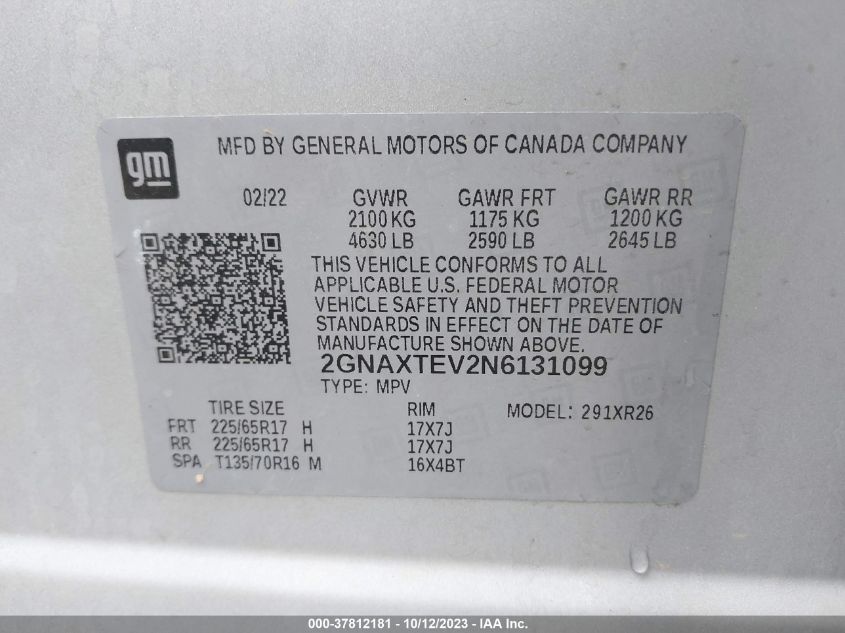 gm
MFD BY GENERAL MOTORS OF CANADA COMPANY
02/22 GVWR GAWR FRT GAWR RR
2100 KG 1175 KG 1200 KG
4630 LB 2590 LB 2645 LB
THIS VEHICLE CONFORMS TO ALL
APPLICABLE U.S. FEDERAL MOTOR
VEHICLE SAFETY AND THEFT PREVENTION
STANDARDS IN EFFECT ON THE DATE OF
MANUFACTURE SHOWN ABOVE.
2GNAXTEV2N6131099
TYPE: MPV
TIRE SIZE RIM MODEL: 291XR26
FRT 225/65R17 H 17X7J
RR 225/65R17 H 17X7J
SPA T135/70R16 M 16X4BT
000-37812181 - 10/12/2023 - IAA Inc.